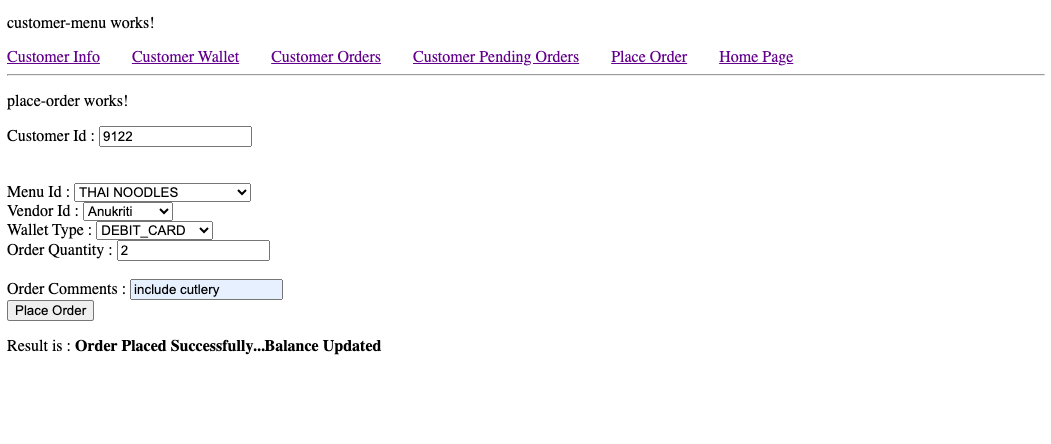 customer-menu works!
Customer Info Customer Wallet Customer Orders Customer Pending Orders Place Order Home Page
place-order works!
Customer Id : 9122
Menu Id : THAI NOODLES
Vendor Id : Anukriti
Wallet Type : DEBIT_CARD
Order Quantity : 2
Order Comments : include cutlery
Place Order
Result is : Order Placed Successfully...Balance Updated